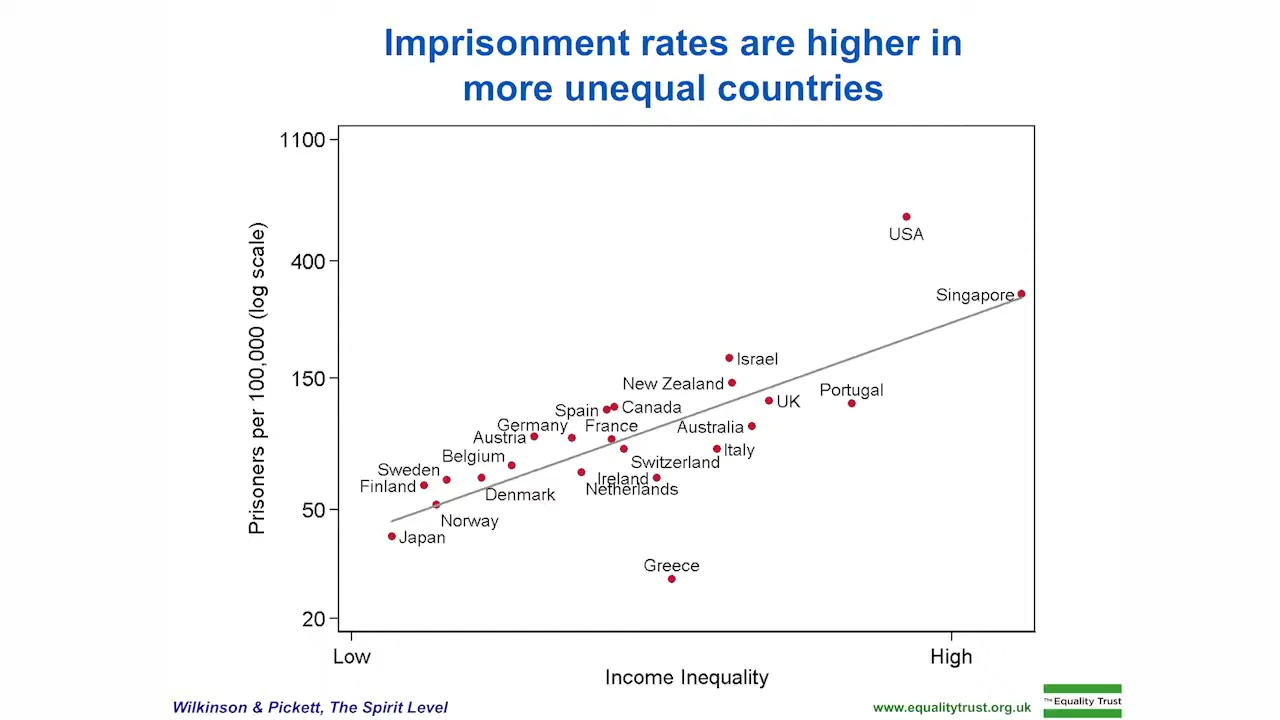 Imprisonment rates are higher in
more unequal countries
1100
400
150
50
20
Prisoners per 100,000 (log scale)
USA
Singapore
Israel
New Zealand
Portugal
UK
Spain
Canada
Germany
France
Australia
Austria
Italy
Belgium
Switzerland
Sweden
Ireland
Finland
Netherlands
Denmark
Norway
Japan
Greece
Low
High
Income Inequality
Wilkinson & Pickett, The Spirit Level
www.equalitytrust.org.uk
The Equality Trust